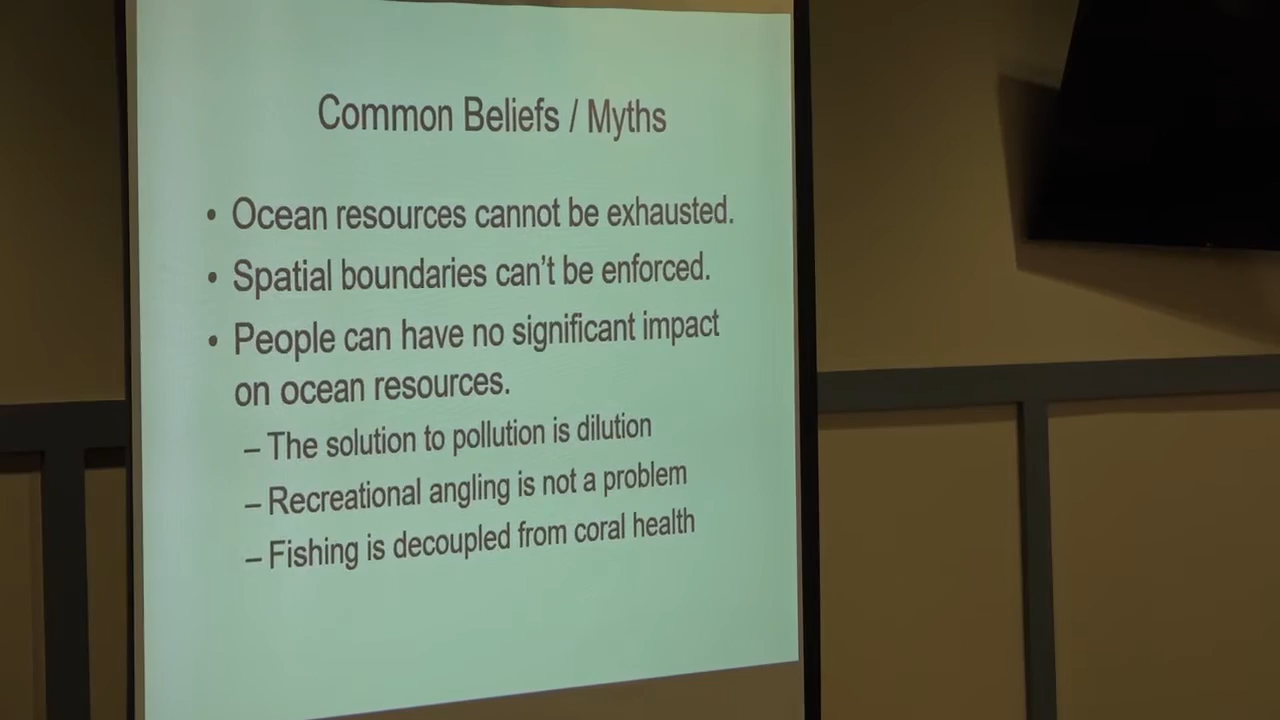 Common Beliefs / Myths
• Ocean resources cannot be exhausted.
• Spatial boundaries can't be enforced.
• People can have no significant impact
on ocean resources.
– The solution to pollution is dilution
– Recreational angling is not a problem
– Fishing is decoupled from coral health